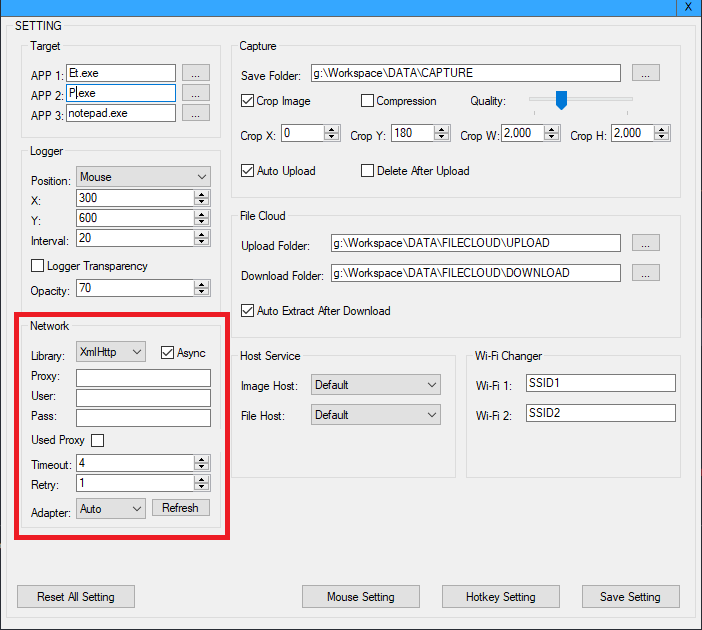 X
SETTING
Target
APP 1: Et.exe ...
APP 2: P.exe ...
APP 3: notepad.exe ...
Logger
Position: Mouse
X: 300
Y: 600
Interval: 20
Logger Transparency
Opacity: 70
Network
Library: XmlHttp Async
Proxy:
User:
Pass:
Used Proxy
Timeout: 4
Retry: 1
Adapter: Auto Refresh
Capture
Save Folder: g:\Workspace\DATA\CAPTURE ...
Crop Image Compression Quality:
Crop X: 0 Crop Y: 180 Crop W: 2,000 Crop H: 2,000
Auto Upload Delete After Upload
File Cloud
Upload Folder: g:\Workspace\DATA\FILECLOUD\UPLOAD ...
Download Folder: g:\Workspace\DATA\FILECLOUD\DOWNLOAD ...
Auto Extract After Download
Host Service
Image Host: Default
File Host: Default
Wi-Fi Changer
Wi-Fi 1: SSID1
Wi-Fi 2: SSID2
Reset All Setting Mouse Setting Hotkey Setting Save Setting